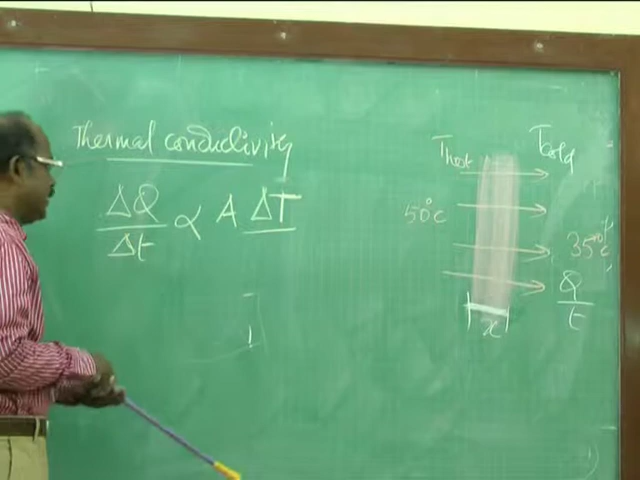 Thermal conductivity
ΔQ
Δt
∝ A ΔT
Thot
Tcold
50°C
35°C
Q
t
x